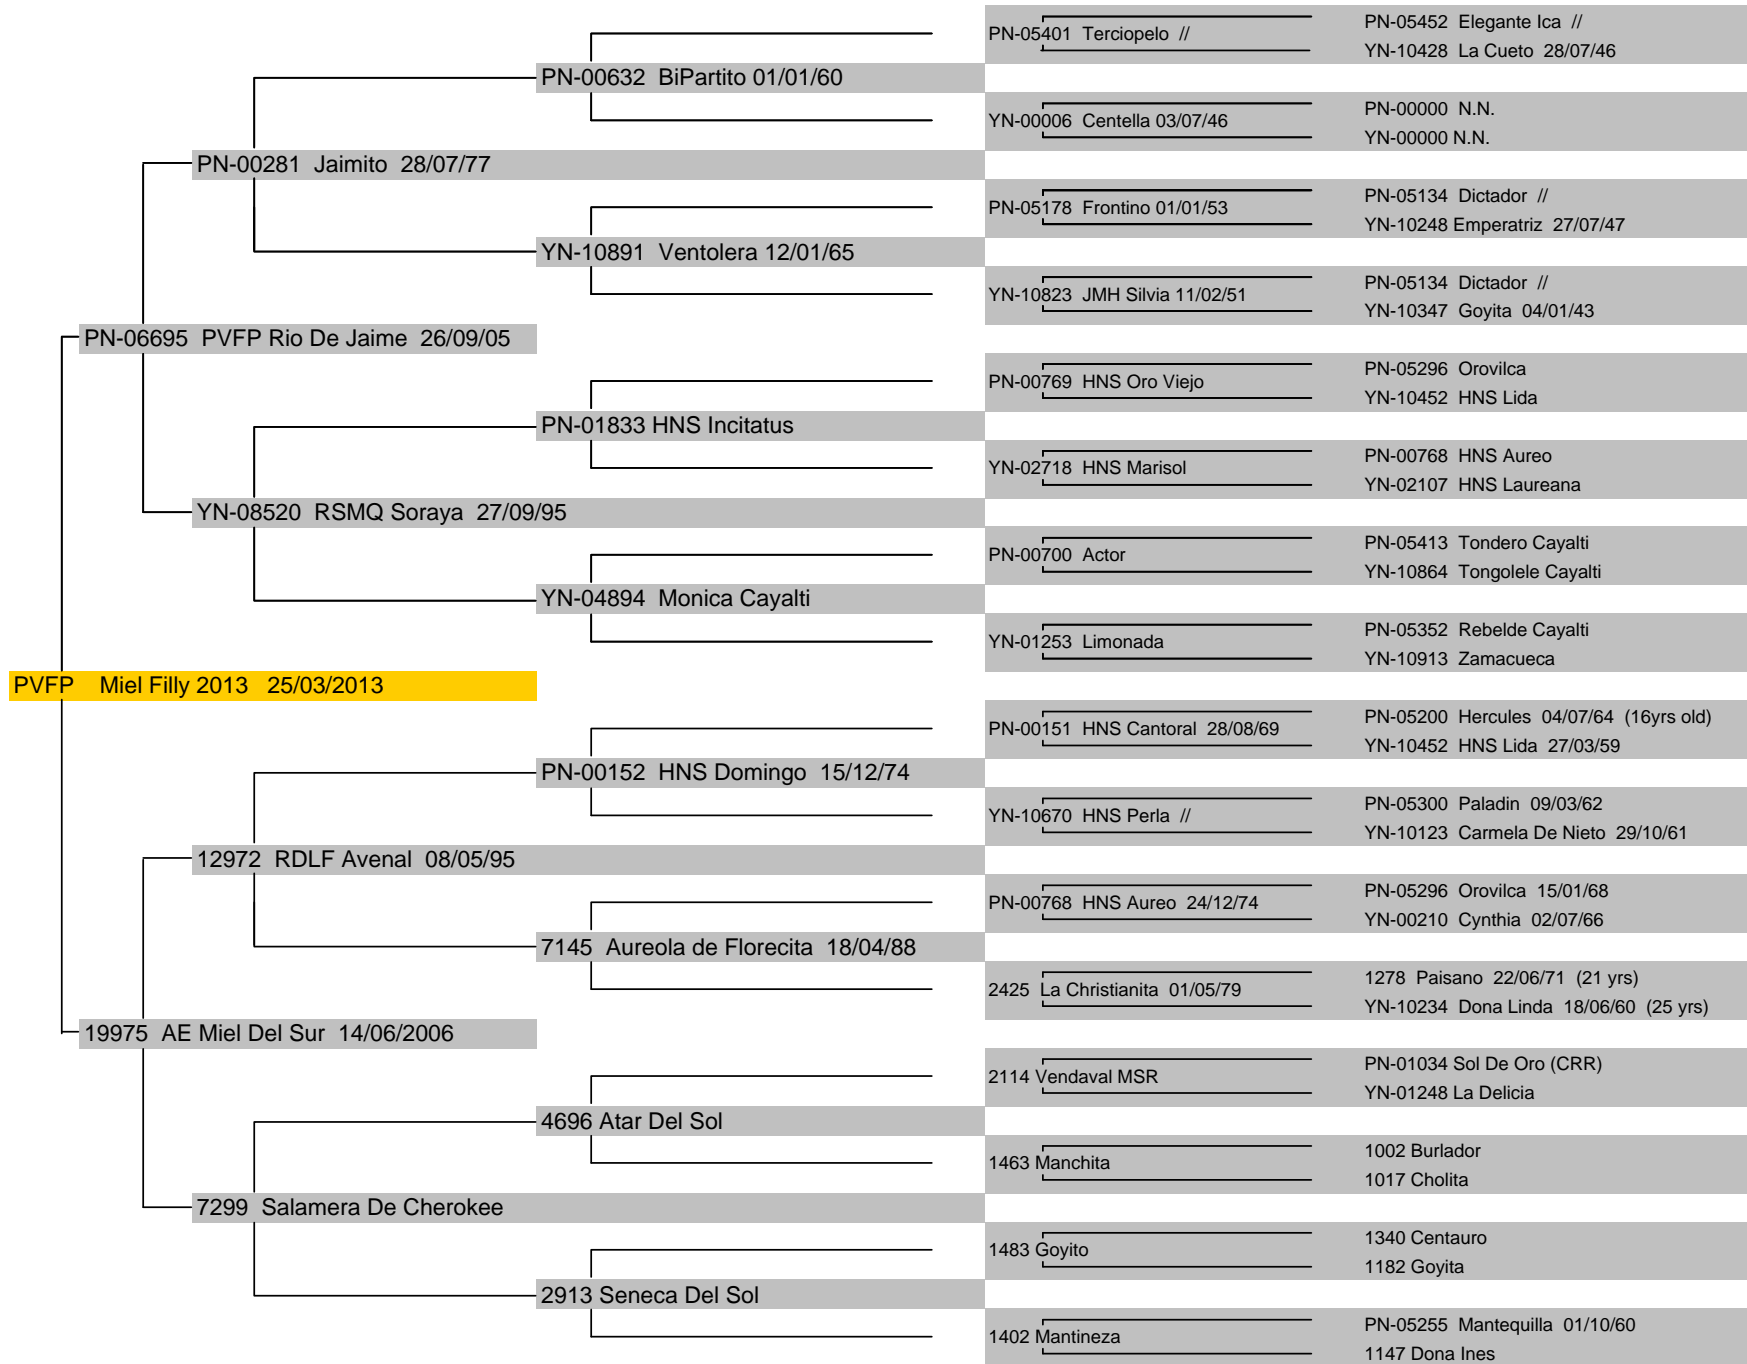 PN-05401 Terciopelo //
PN-05452 Elegante Ica //
YN-10428 La Cueto 28/07/46
PN-00632 BiPartito 01/01/60
YN-00006 Centella 03/07/46
PN-00000 N.N.
YN-00000 N.N.
PN-00281 Jaimito 28/07/77
PN-05178 Frontino 01/01/53
PN-05134 Dictador //
YN-10248 Emperatriz 27/07/47
YN-10891 Ventolera 12/01/65
YN-10823 JMH Silvia 11/02/51
PN-05134 Dictador //
YN-10347 Goyita 04/01/43
PN-06695 PVFP Rio De Jaime 26/09/05
PN-00769 HNS Oro Viejo
PN-05296 Orovilca
YN-10452 HNS Lida
PN-01833 HNS Incitatus
YN-02718 HNS Marisol
PN-00768 HNS Aureo
YN-02107 HNS Laureana
YN-08520 RSMQ Soraya 27/09/95
PN-00700 Actor
PN-05413 Tondero Cayalti
YN-10864 Tongolele Cayalti
YN-04894 Monica Cayalti
YN-01253 Limonada
PN-05352 Rebelde Cayalti
YN-10913 Zamacueca
PVFP Miel Filly 2013 25/03/2013
PN-00151 HNS Cantoral 28/08/69
PN-05200 Hercules 04/07/64 (16yrs old)
YN-10452 HNS Lida 27/03/59
PN-00152 HNS Domingo 15/12/74
YN-10670 HNS Perla //
PN-05300 Paladin 09/03/62
YN-10123 Carmela De Nieto 29/10/61
12972 RDLF Avenal 08/05/95
PN-00768 HNS Aureo 24/12/74
PN-05296 Orovilca 15/01/68
YN-00210 Cynthia 02/07/66
7145 Aureola de Florecita 18/04/88
2425 La Christianita 01/05/79
1278 Paisano 22/06/71 (21 yrs)
YN-10234 Dona Linda 18/06/60 (25 yrs)
19975 AE Miel Del Sur 14/06/2006
2114 Vendaval MSR
PN-01034 Sol De Oro (CRR)
YN-01248 La Delicia
4696 Atar Del Sol
1463 Manchita
1002 Burlador
1017 Cholita
7299 Salamera De Cherokee
1483 Goyito
1340 Centauro
1182 Goyita
2913 Seneca Del Sol
1402 Mantineza
PN-05255 Mantequilla 01/10/60
1147 Dona Ines